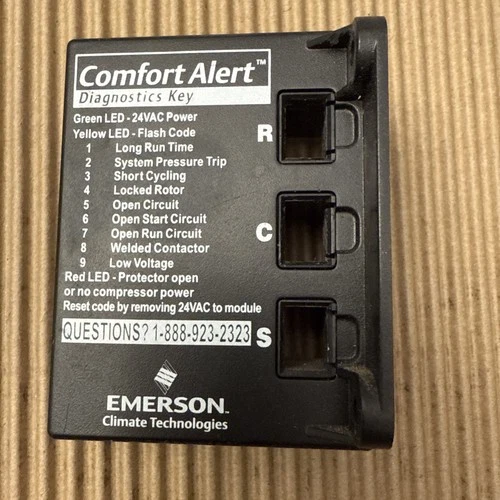 Comfort Alert™
Diagnostics Key
Green LED - 24VAC Power
Yellow LED - Flash Code
1 Long Run Time
2 System Pressure Trip
3 Short Cycling
4 Locked Rotor
5 Open Circuit
6 Open Start Circuit
7 Open Run Circuit
8 Welded Contactor
9 Low Voltage
Red LED - Protector open
or no compressor power
Reset code by removing 24VAC to module
QUESTIONS? 1-888-923-2323
R
C
S
EMERSON™
Climate Technologies